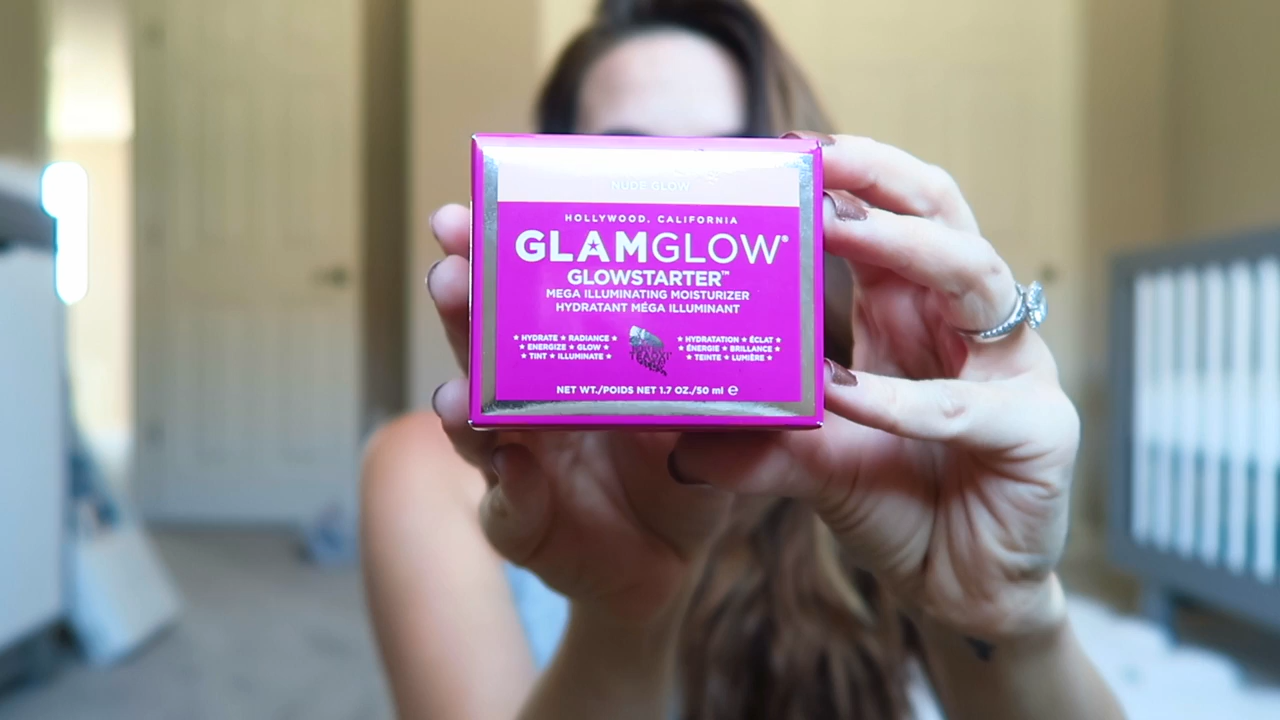 NUDE GLOW
HOLLYWOOD, CALIFORNIA
GLAMGLOW®
GLOWSTARTER™
MEGA ILLUMINATING MOISTURIZER
HYDRATANT MÉGA ILLUMINANT
★ HYDRATE ★ RADIANCE ★
★ ENERGIZE ★ GLOW ★
★ TINT ★ ILLUMINATE ★
★ HYDRATATION ★ ÉCLAT ★
★ ÉNERGIE ★ BRILLANCE ★
★ TEINTE ★ LUMIÈRE ★
NET WT./POIDS NET 1.7 OZ./50 ml ℮